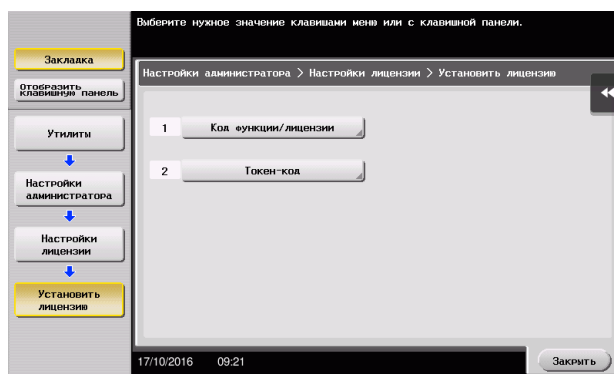 Выберите нужное значение клавишами меню или с клавишной панели.
Закладка
Отобразить
клавишную панель
Утилиты
Настройки
администратора
Настройки
лицензии
Установить
лицензию
Настройки администратора > Настройки лицензии > Установить лицензию
1 Код функции/лицензии
2 Токен-код
17/10/2016 09:21
Закрыть